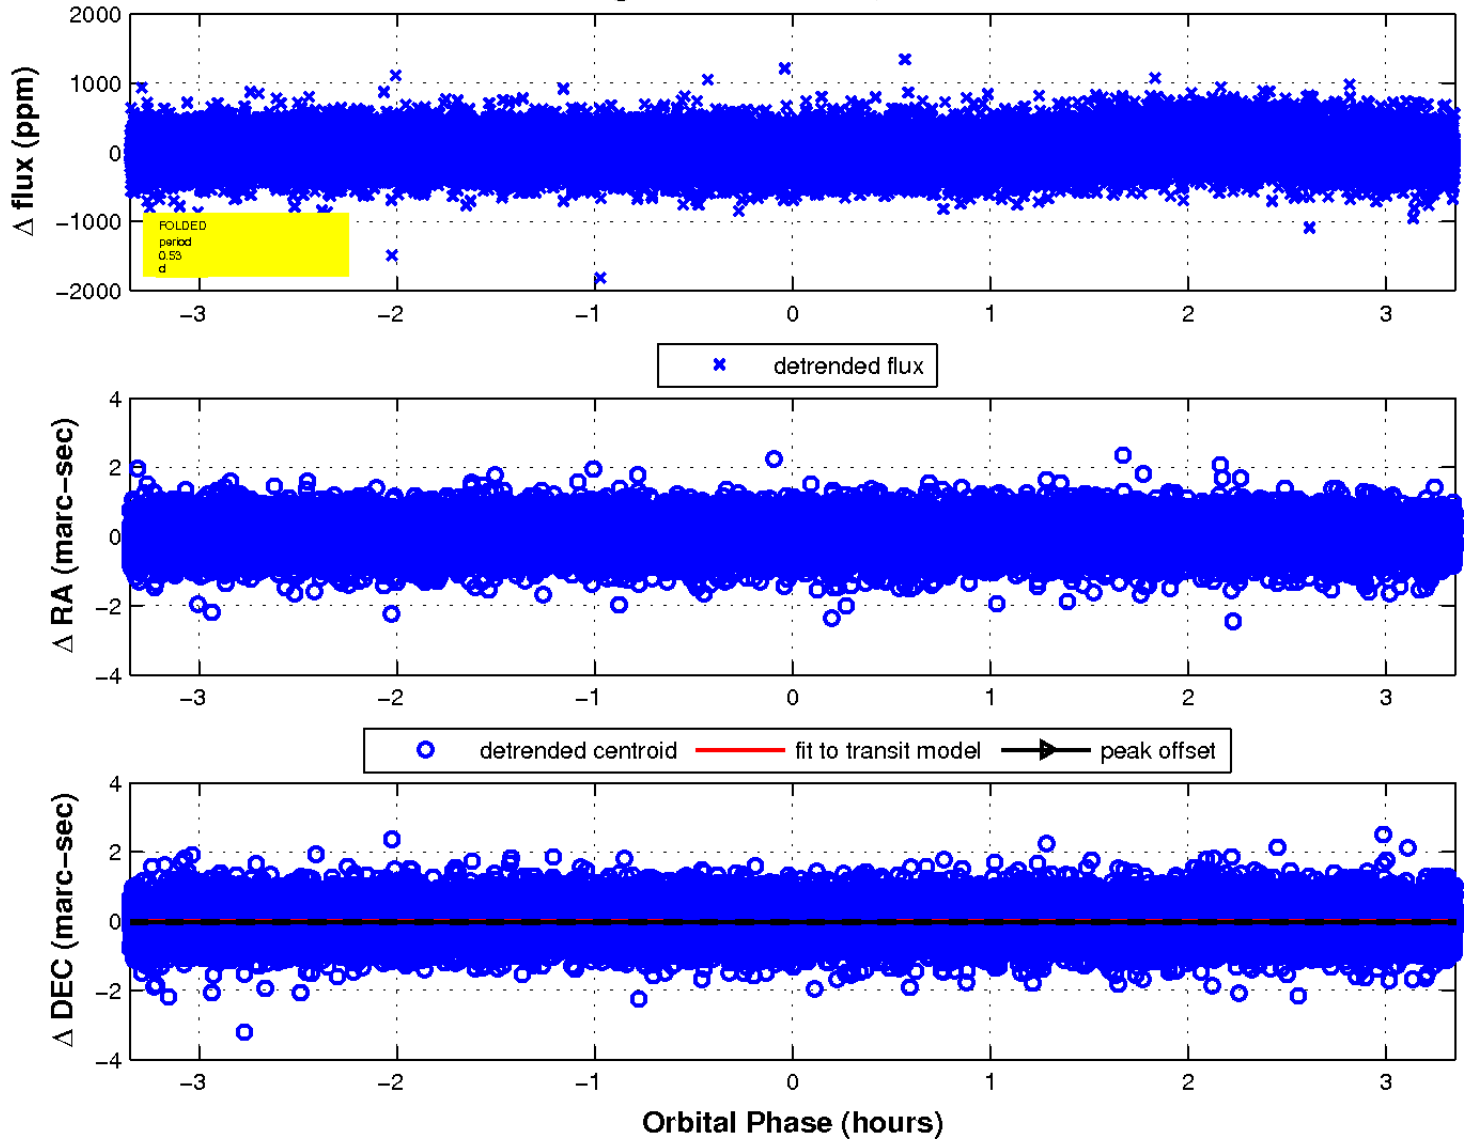 2000
1000
0
−1000
−2000
Δ flux (ppm)
FOLDED
period
0.53
d
−3 −2 −1 0 1 2 3
detrended flux
4
2
0
−2
−4
Δ RA (marc−sec)
−3 −2 −1 0 1 2 3
detrended centroid fit to transit model peak offset
4
2
0
−2
−4
Δ DEC (marc−sec)
−3 −2 −1 0 1 2 3
Orbital Phase (hours)